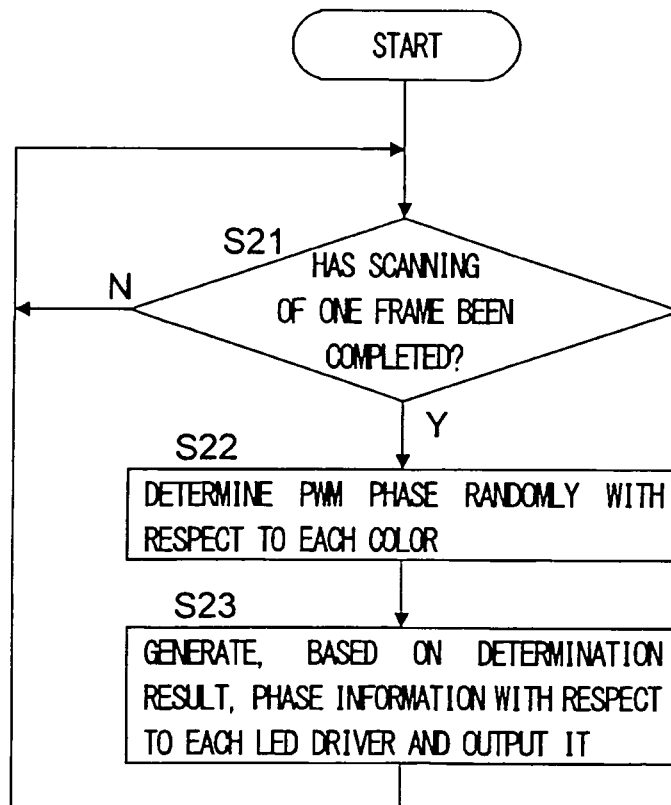 START
S21
HAS SCANNING
OF ONE FRAME BEEN
COMPLETED?
N
Y
S22
DETERMINE PWM PHASE RANDOMLY WITH
RESPECT TO EACH COLOR
S23
GENERATE, BASED ON DETERMINATION
RESULT, PHASE INFORMATION WITH RESPECT
TO EACH LED DRIVER AND OUTPUT IT